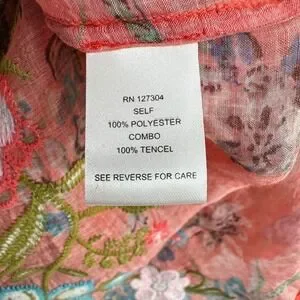 RN 127304
SELF
100% POLYESTER
COMBO
100% TENCEL
SEE REVERSE FOR CARE